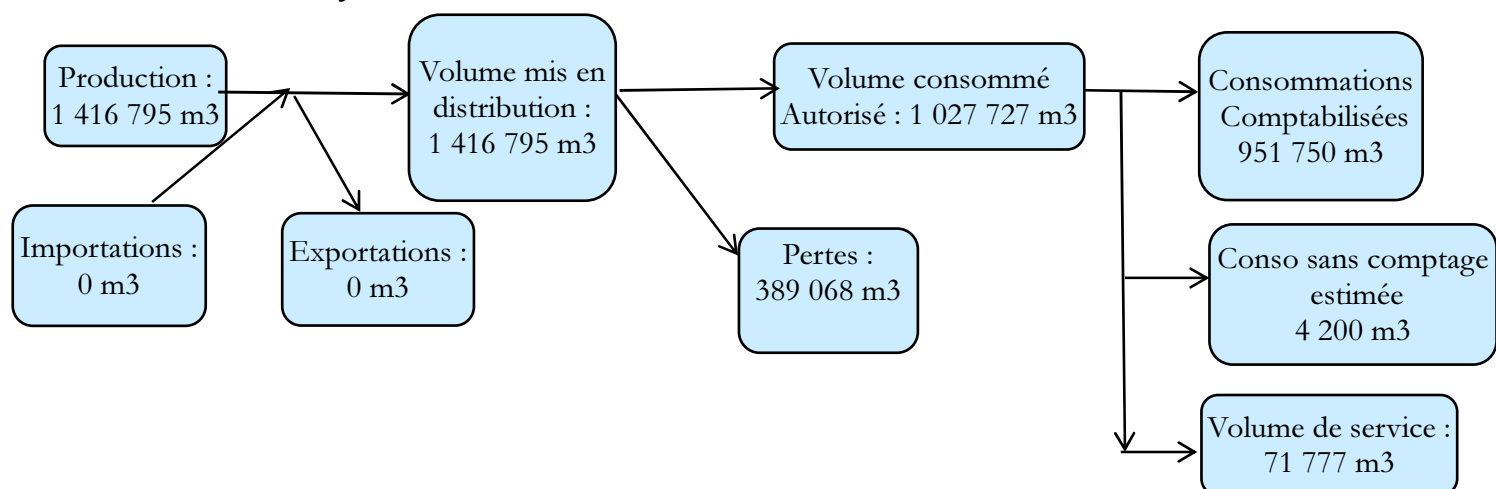 Production :
1 416 795 m3
Volume mis en
distribution :
1 416 795 m3
Volume consommé
Autorisé : 1 027 727 m3
Consommations
Comptabilisées
951 750 m3
Importations :
0 m3
Exportations :
0 m3
Pertes :
389 068 m3
Conso sans comptage
estimée
4 200 m3
Volume de service :
71 777 m3